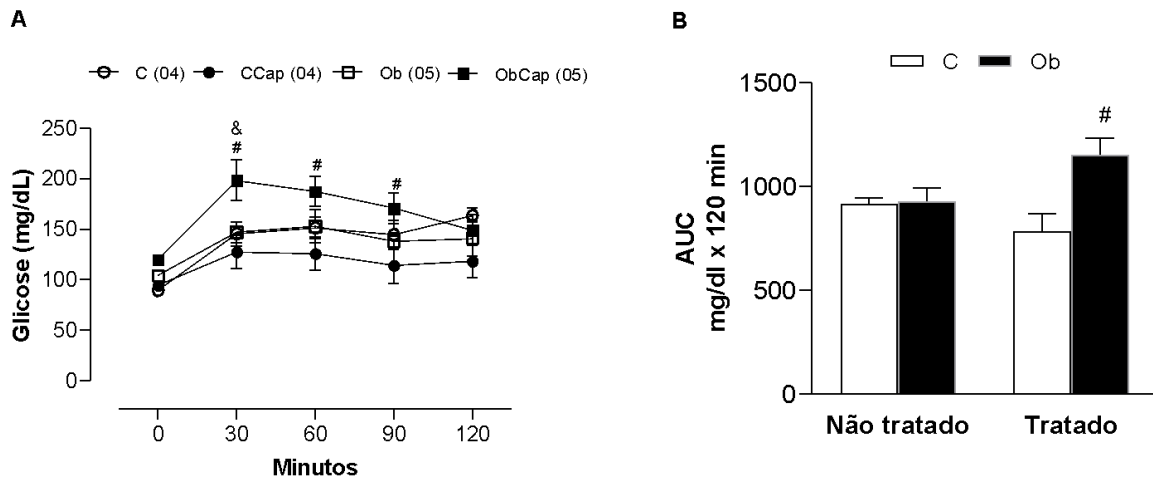 A
C (04) CCap (04) Ob (05) ObCap (05)
Glicose (mg/dL)
250
200
150
100
50
0
&
#
#
#
0 30 60 90 120
Minutos
B
C Ob
AUC
mg/dl x 120 min
1500
1000
500
0
#
Não tratado Tratado